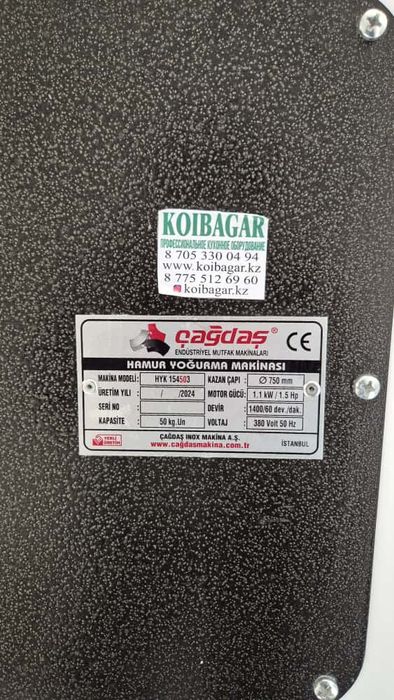 KOIBAGAR
ПРОФЕССИОНАЛЬНОЕ КУХОННОЕ ОБОРУДОВАНИЕ
8 705 330 04 94
www.koibagar.kz
8 775 512 69 60
koibagar.kz
çağdaş®
ENDÜSTRİYEL MUTFAK MAKİNALARI
CE
HAMUR YOĞURMA MAKİNASI
MAKİNA MODELİ: HYK 154503 KAZAN ÇAPI : Ø 750 mm
ÜRETİM YILI : / /2024 MOTOR GÜCÜ : 1.1 kW / 1.5 Hp
SERİ NO : DEVİR : 1400/60 dev./dak.
KAPASİTE : 50 kg.Un VOLTAJ : 380 Volt 50 Hz
YERLİ ÜRETİM
ÇAĞDAŞ INOX MAKİNA A.Ş.
www.cagdasmakina.com.tr
İSTANBUL